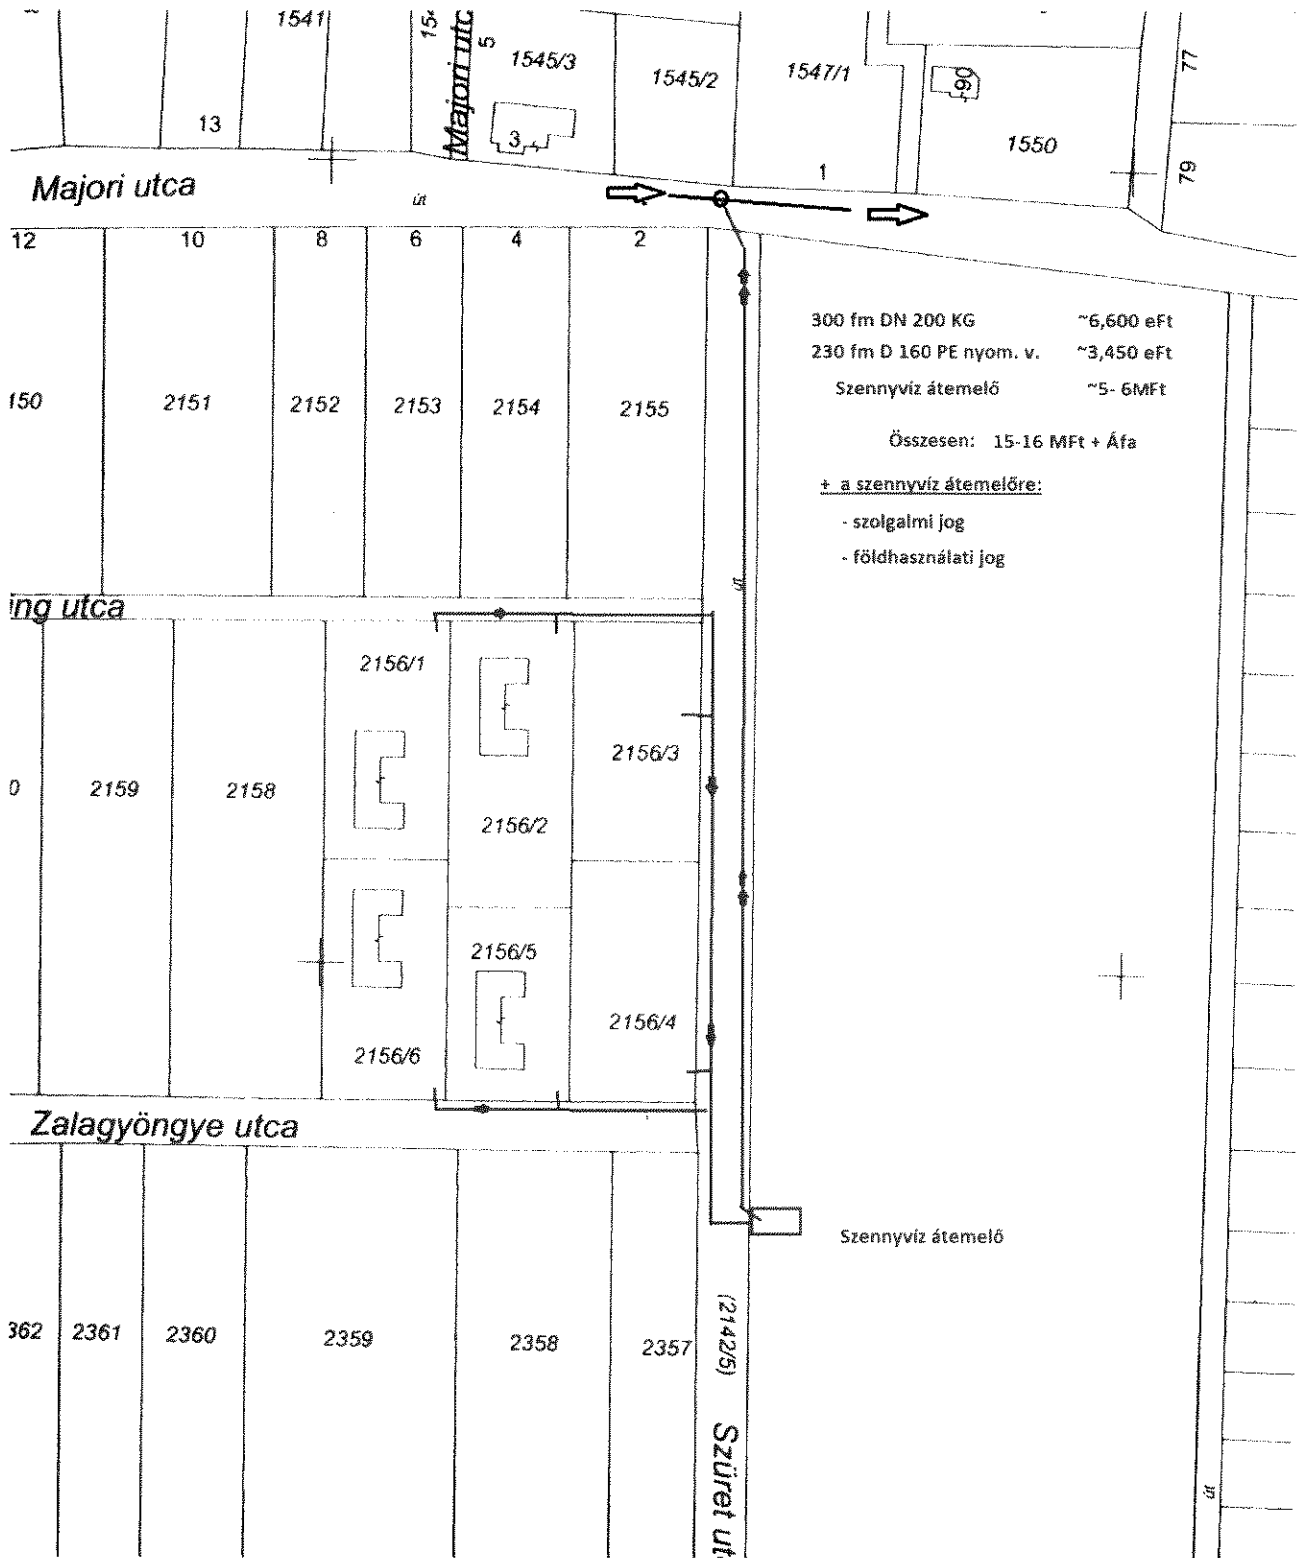 1541
Majori utc
5
1545/3
1545/2
1547/1
90
77
13
3
1550
79
1
Majori utca
út
12
10
8
6
4
2
300 fm DN 200 KG ~6,600 eFt
230 fm D 160 PE nyom. v. ~3,450 eFt
Szennyvíz átemelő ~5- 6MFt
150
2151
2152
2153
2154
2155
Összesen: 15-16 MFt + Áfa
+ a szennyvíz átemelőre:
- szolgalmi jog
- földhasználati jog
út
ing utca
2156/1
2156/3
2159
2158
2156/2
2156/5
2156/4
2156/6
Zalagyöngye utca
Szennyvíz átemelő
362
2361
2360
2359
2358
2357
(2142/5)
Szüret ut
út